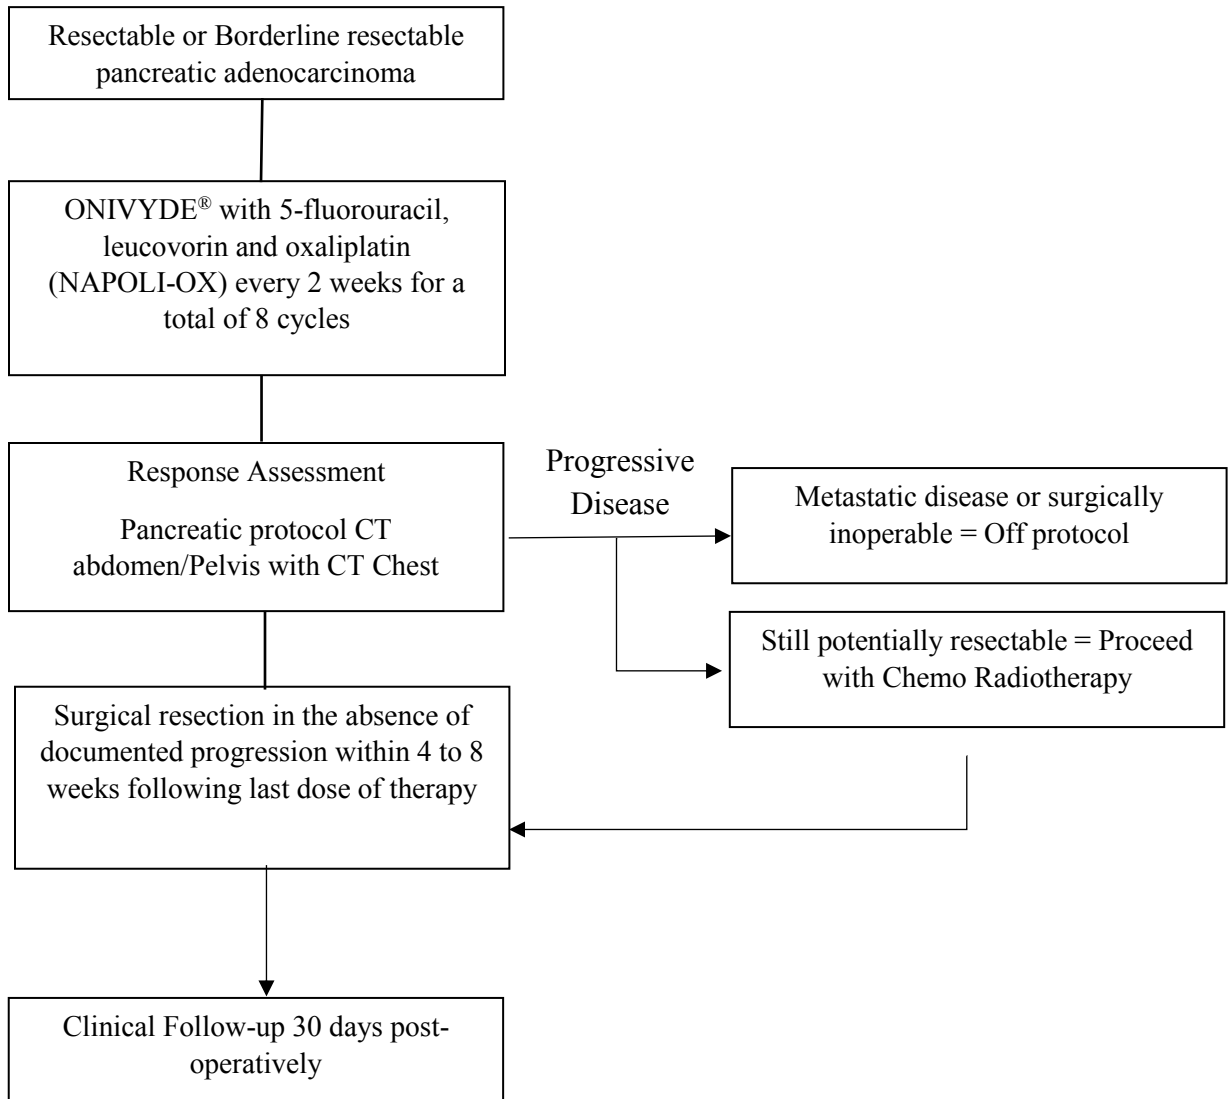 Resectable or Borderline resectable
pancreatic adenocarcinoma
ONIVYDE® with 5-fluorouracil,
leucovorin and oxaliplatin
(NAPOLI-OX) every 2 weeks for a
total of 8 cycles
Response Assessment
Pancreatic protocol CT
abdomen/Pelvis with CT Chest
Progressive
Disease
Metastatic disease or surgically
inoperable = Off protocol
Still potentially resectable = Proceed
with Chemo Radiotherapy
Surgical resection in the absence of
documented progression within 4 to 8
weeks following last dose of therapy
Clinical Follow-up 30 days post-
operatively